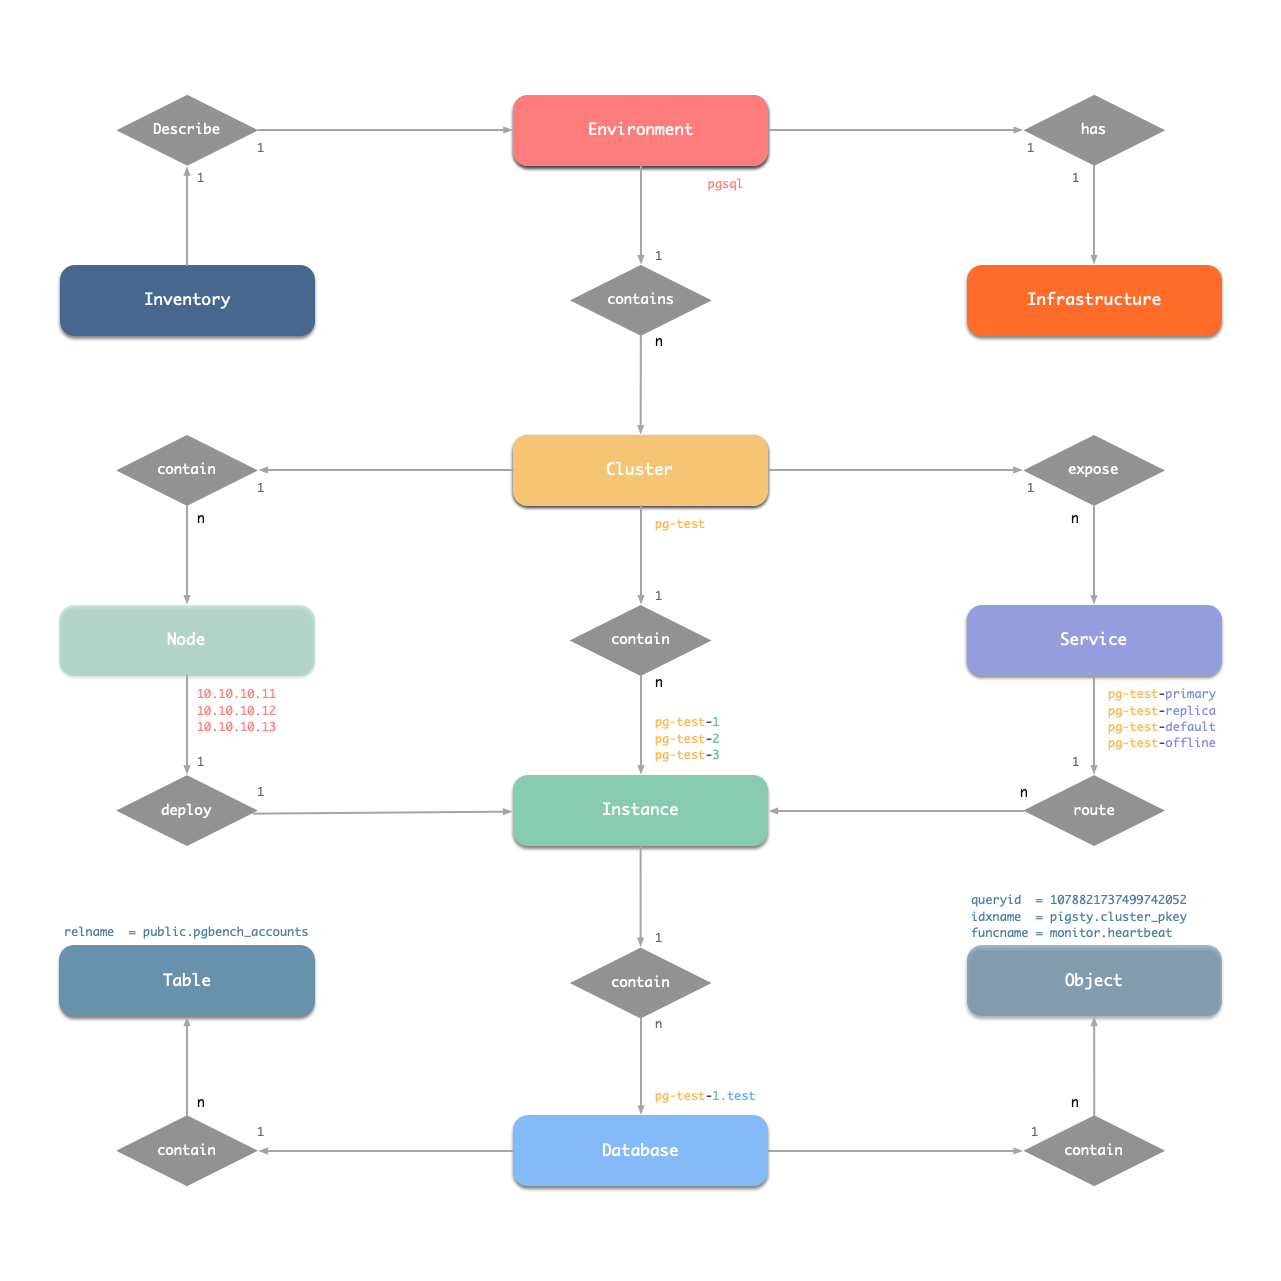 Describe
Environment
has
1
1
1
1
pgsql
1
Inventory
1
contains
Infrastructure
n
contain
Cluster
expose
1
1
n
pg-test
n
1
Node
contain
Service
n
10.10.10.11
10.10.10.12
10.10.10.13
pg-test-1
pg-test-2
pg-test-3
pg-test-primary
pg-test-replica
pg-test-default
pg-test-offline
1
1
1
n
deploy
Instance
route
queryid = 1078821737499742052
idxname = pigsty.cluster_pkey
funcname = monitor.heartbeat
relname = public.pgbench_accounts
1
Table
contain
Object
n
pg-test-1.test
n
n
1
1
contain
Database
contain